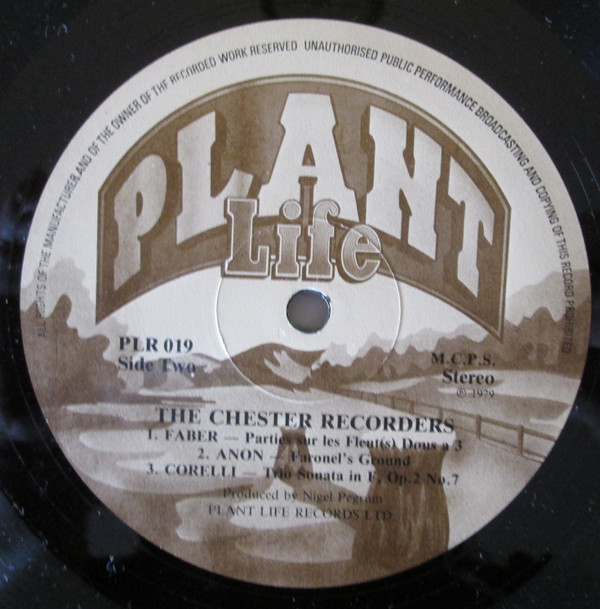 ALL RIGHTS OF THE MANUFACTURER AND OF THE OWNER OF THE RECORDED WORK RESERVED UNAUTHORISED PUBLIC PERFORMANCE BROADCASTING AND COPYING OF THIS RECORD PROHIBITED
PLANT
Life
PLR 019
Side Two
M.C.P.S.
Stereo
℗ 1979
THE CHESTER RECORDERS
1. FABER — Parties sur les Fleut(s) Dous a 3
2. ANON — Faronel's Ground
3. CORELLI — Trio Sonata in F, Op.2 No.7
Produced by Nigel Pegrum
PLANT LIFE RECORDS LTD